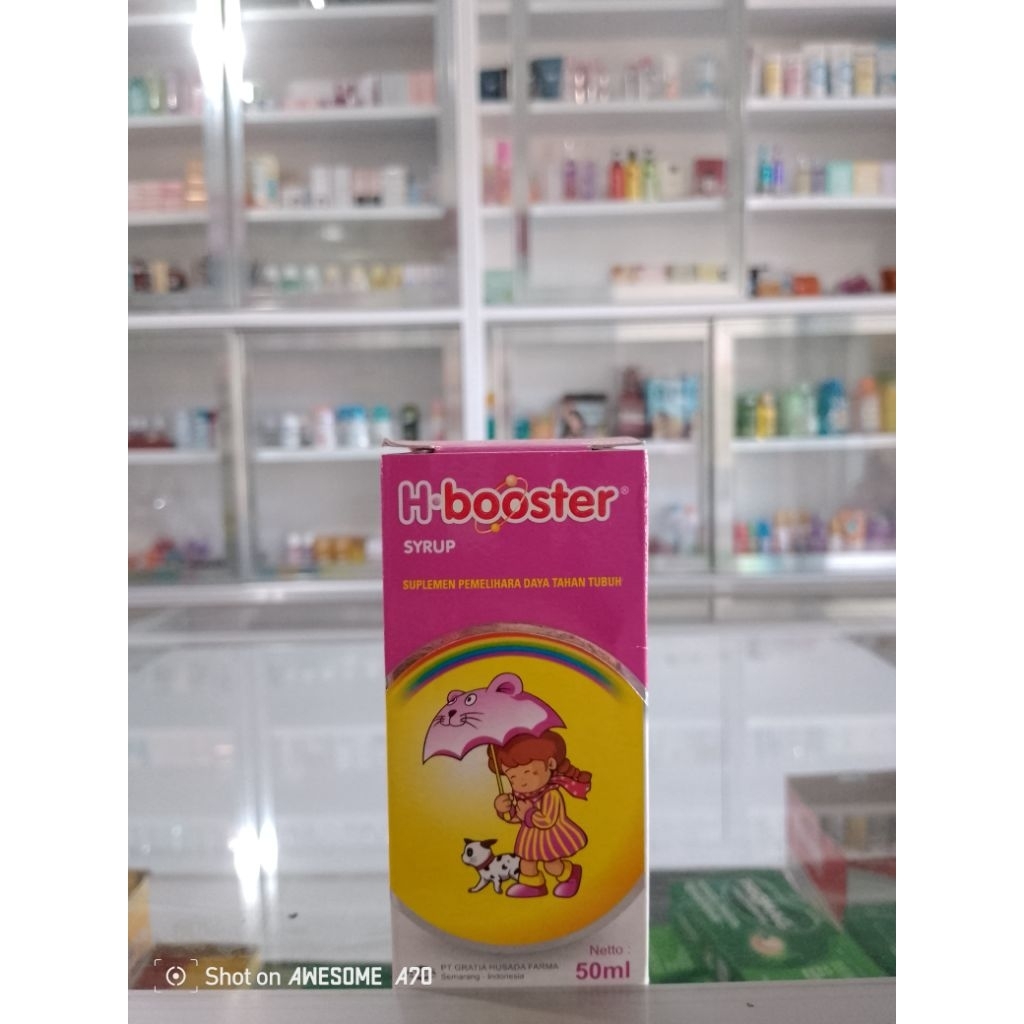 H·booster®
SYRUP
SUPLEMEN PEMELIHARA DAYA TAHAN TUBUH
Netto :
50ml
PT GRATIA HUSADA FARMA
Semarang - Indonesia
Shot on AWESOME A70